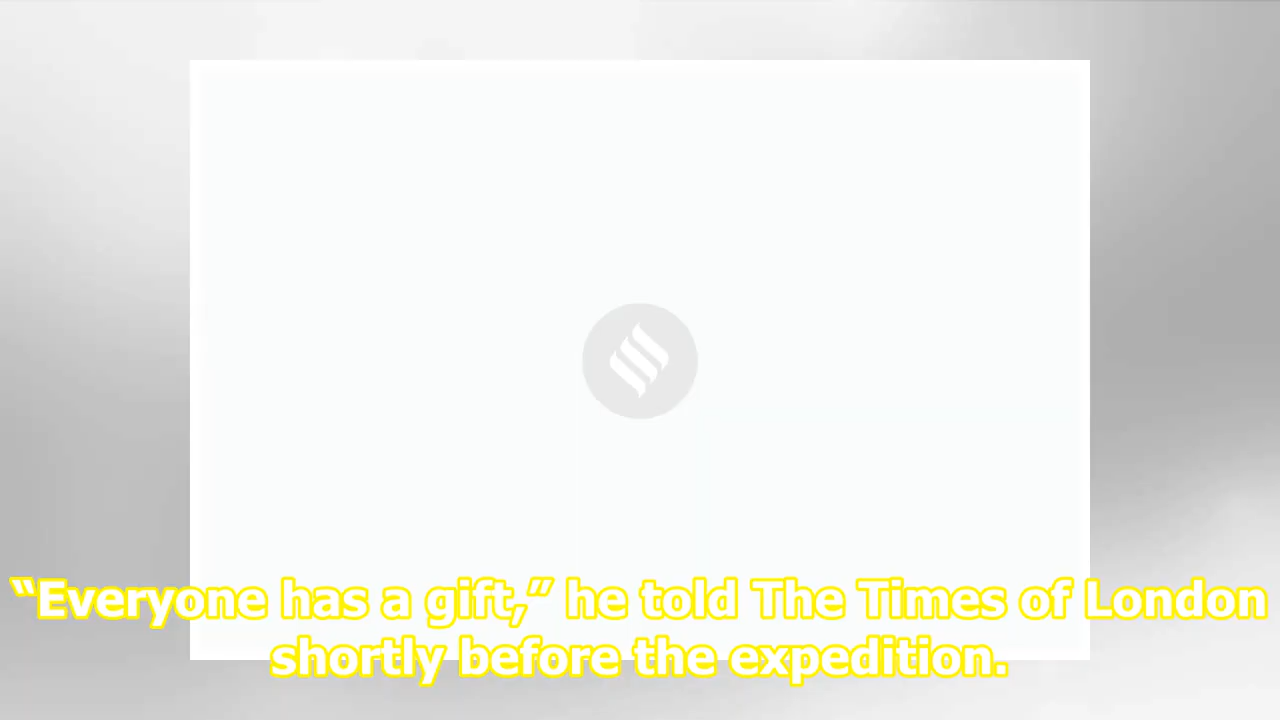 “Everyone has a gift,” he told The Times of London
shortly before the expedition.